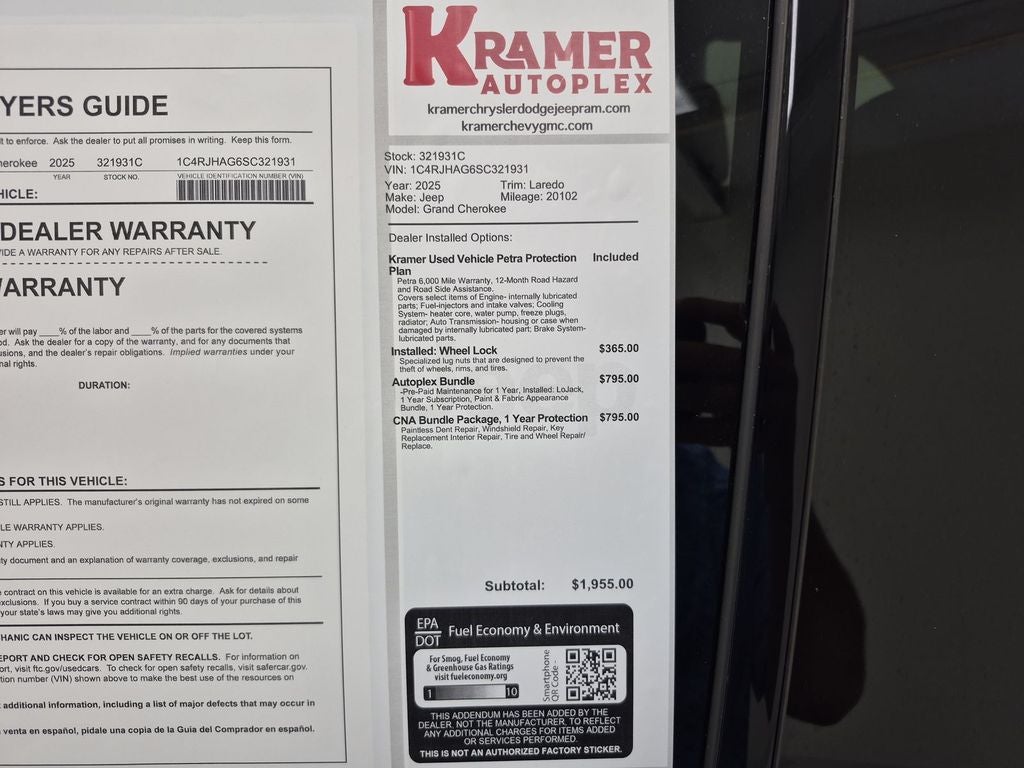 YERS GUIDE
lt to enforce. Ask the dealer to put all promises in writing. Keep this form.
herokee 2025 321931C 1C4RJHAG6SC321931
YEAR STOCK NO. VEHICLE IDENTIFICATION NUMBER (VIN)
HICLE:
DEALER WARRANTY
VIDE A WARRANTY FOR ANY REPAIRS AFTER SALE.
WARRANTY
er will pay ____% of the labor and ____% of the parts for the covered systems
od. Ask the dealer for a copy of the warranty, and for any documents that
usions, and the dealer's repair obligations. Implied warranties under your
nal rights.
DURATION:
S FOR THIS VEHICLE:
STILL APPLIES. The manufacturer's original warranty has not expired on some
LE WARRANTY APPLIES.
NTY APPLIES.
ty document and an explanation of warranty coverage, exclusions, and repair
contract on this vehicle is available for an extra charge. Ask for details about
exclusions. If you buy a service contract within 90 days of your purchase of this
your state's laws may give you additional rights.
HANIC CAN INSPECT THE VEHICLE ON OR OFF THE LOT.
EPORT AND CHECK FOR OPEN SAFETY RECALLS. For information on
ort, visit ftc.gov/usedcars. To check for open safety recalls, visit safercar.gov.
tion number (VIN) shown above to make the best use of the resources on
additional information, including a list of major defects that may occur in
venta en español, pidale una copia de la Guia del Comprador en español.
KRAMER
AUTOPLEX
kramerchryslerdodgejeepram.com
kramerchevygmc.com
Stock: 321931C
VIN: 1C4RJHAG6SC321931
Year: 2025 Trim: Laredo
Make: Jeep Mileage: 20102
Model: Grand Cherokee
Dealer Installed Options:
Kramer Used Vehicle Petra Protection Included
Plan
Petra 6,000 Mile Warranty, 12-Month Road Hazard
and Road Side Assistance.
Covers select items of Engine- internally lubricated
parts; Fuel-injectors and intake valves; Cooling
System- heater core, water pump, freeze plugs,
radiator; Auto Transmission- housing or case when
damaged by internally lubricated part; Brake System-
lubricated parts.
Installed: Wheel Lock $365.00
Specialized lug nuts that are designed to prevent the
theft of wheels, rims, and tires.
Autoplex Bundle $795.00
-Pre-Paid Maintenance for 1 Year, Installed: LoJack,
1 Year Subscription, Paint & Fabric Appearance
Bundle, 1 Year Protection.
CNA Bundle Package, 1 Year Protection $795.00
Paintless Dent Repair, Windshield Repair, Key
Replacement Interior Repair, Tire and Wheel Repair/
Replace.
Subtotal: $1,955.00
EPA
DOT Fuel Economy & Environment
For Smog, Fuel Economy
& Greenhouse Gas Ratings
visit fueleconomy.gov
1 10
Smartphone
QR Code -
THIS ADDENDUM HAS BEEN ADDED BY THE
DEALER, NOT THE MANUFACTURER, TO REFLECT
ANY ADDITIONAL CHARGES FOR ITEMS ADDED
OR SERVICES PERFORMED.
THIS IS NOT AN AUTHORIZED FACTORY STICKER.